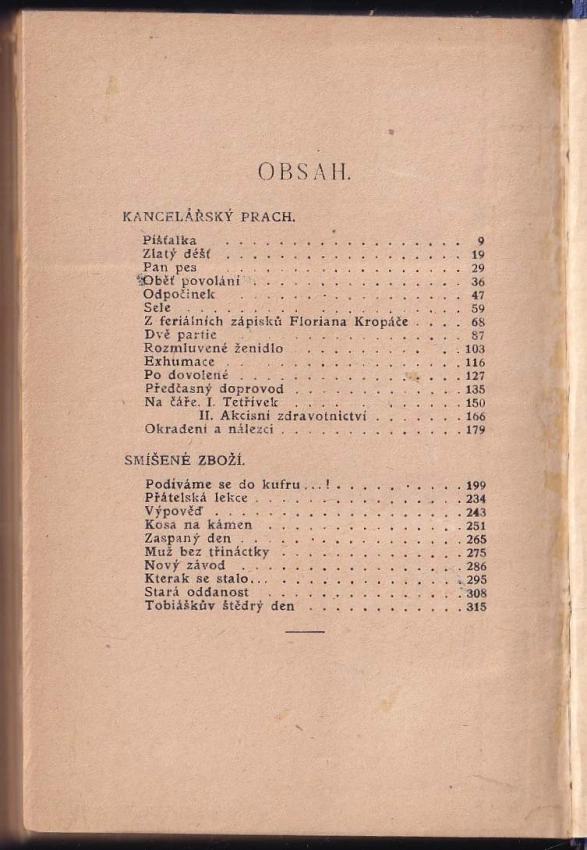 OBSAH.
KANCELÁŘSKÝ PRACH.
Píšťalka . . . . . . . . . . . . . . . . . 9
Zlatý déšť . . . . . . . . . . . . . . . . 19
Pan pes . . . . . . . . . . . . . . . . . 29
Oběť povolání . . . . . . . . . . . . . . 36
Odpočinek . . . . . . . . . . . . . . . . 47
Sele . . . . . . . . . . . . . . . . . . 59
Z feriálních zápisků Floriana Kropáče . . . . 68
Dvě partie . . . . . . . . . . . . . . . 87
Rozmluvené ženidlo . . . . . . . . . . . . 103
Exhumace . . . . . . . . . . . . . . . . 116
Po dovolené . . . . . . . . . . . . . . . 127
Předčasný doprovod . . . . . . . . . . . . 135
Na čáře. I. Tetřívek . . . . . . . . . . . 150
II. Akcisní zdravotnictví . . . . . 166
Okradení a nálezci . . . . . . . . . . . . 179
SMÍŠENÉ ZBOŽÍ.
Podíváme se do kufru...! . . . . . . . . . 199
Přátelská lekce . . . . . . . . . . . . . 234
Výpověď . . . . . . . . . . . . . . . . 243
Kosa na kámen . . . . . . . . . . . . . . 251
Zaspaný den . . . . . . . . . . . . . . . 265
Muž bez třináctky . . . . . . . . . . . . 275
Nový závod . . . . . . . . . . . . . . . 286
Kterak se stalo... . . . . . . . . . . . . 295
Stará oddanost . . . . . . . . . . . . . 308
Tobiáškův štědrý den . . . . . . . . . . . 315